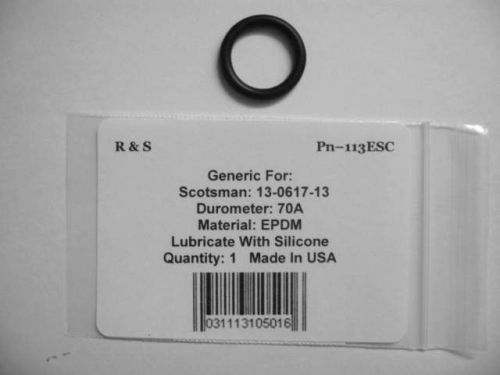 R & S Pn–113ESC
Generic For:
Scotsman: 13-0617-13
Durometer: 70A
Material: EPDM
Lubricate With Silicone
Quantity: 1 Made In USA
031113105016